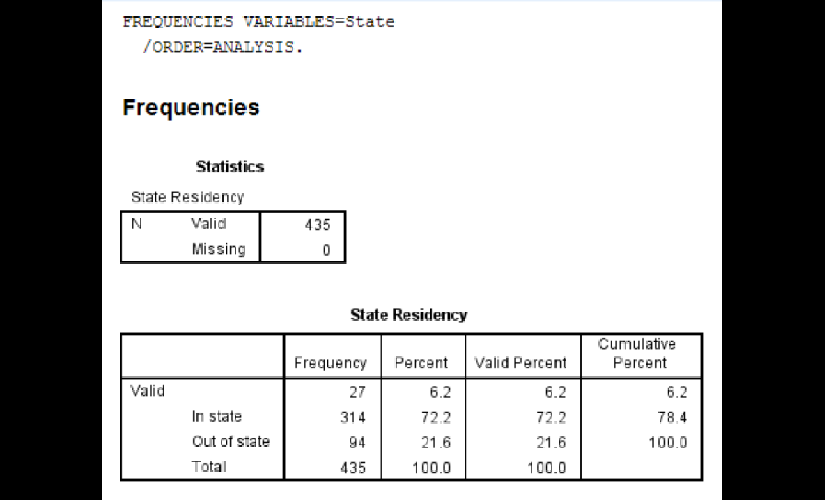 FREQUENCIES VARIABLES=State
/ORDER=ANALYSIS.
Frequencies
Statistics
State Residency
N Valid 435
Missing 0
State Residency
Frequency Percent Valid Percent Cumulative Percent
Valid 27 6.2 6.2 6.2
In state 314 72.2 72.2 78.4
Out of state 94 21.6 21.6 100.0
Total 435 100.0 100.0